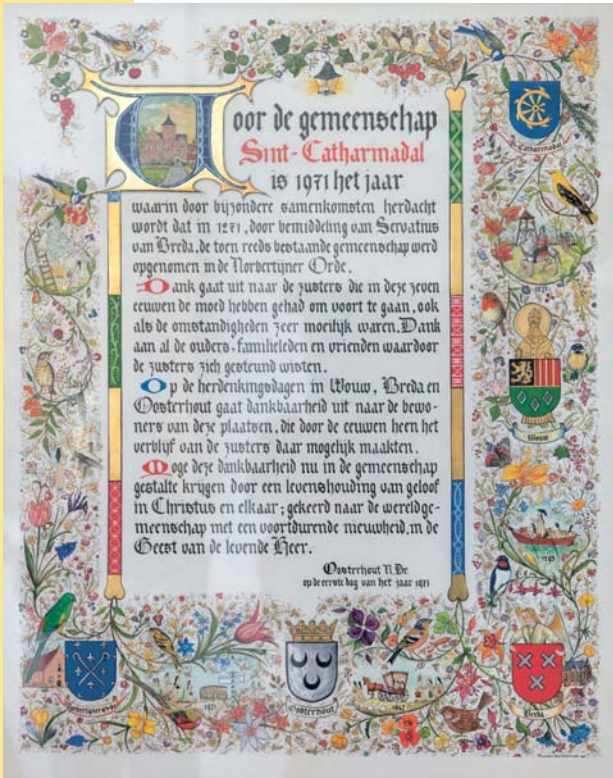 Voor de gemeenschap
Sint-Catharinadal
is 1971 het jaar
waarin door bijzondere samenkomsten herdacht
wordt dat in 1271, door bemiddeling van Servatius
van Breda, de toen reeds bestaande gemeenschap werd
opgenomen in de Norbertijner Orde.
Dank gaat uit naar de zusters die in deze zeven
eeuwen de moed hebben gehad om voort te gaan, ook
als de omstandigheden zeer moeilijk waren. Dank
aan al de ouders, familieleden en vrienden waardoor
de zusters zich gesteund wisten.
Op de herdenkingsdagen in Wouw, Breda en
Oosterhout gaat dankbaarheid uit naar de bewo-
ners van deze plaatsen, die door de eeuwen heen het
verblijf van de zusters daar mogelijk maakten.
Moge deze dankbaarheid nu in de gemeenschap
gestalte krijgen door een levenshouding van geloof
in Christus en elkaar; gekeerd naar de wereldge-
meenschap met een voortdurende nieuwheid, in de
Geest van de levende Heer.
Oosterhout N.Br.
op de eerste dag van het jaar 1971
St. Catharinadal
1271
Wouw
Norbertijner Orde
Oosterhout
1647
Breda